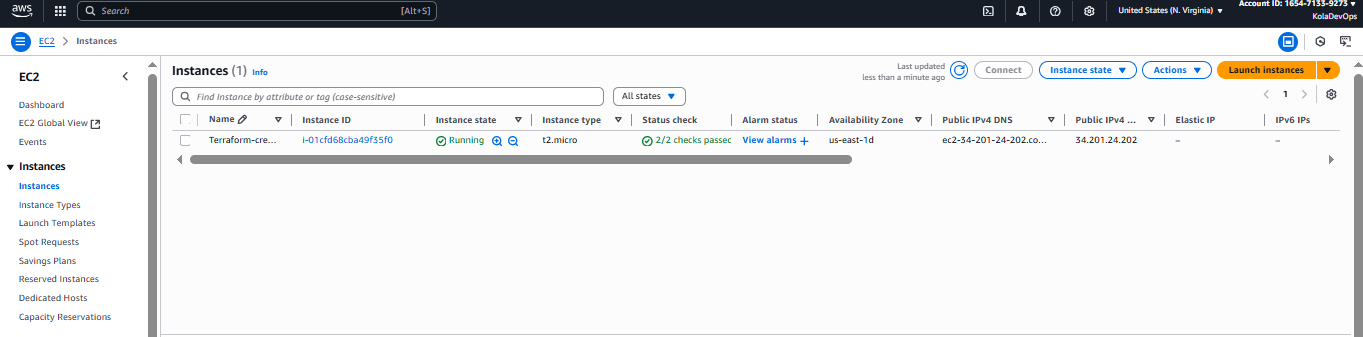 aws
Search [Alt+S]
United States (N. Virginia)
Account ID: 1654-7133-9273
KolaDevOps
EC2 > Instances
EC2
Dashboard
EC2 Global View
Events
Instances
Instances
Instance Types
Launch Templates
Spot Requests
Savings Plans
Reserved Instances
Dedicated Hosts
Capacity Reservations
Instances (1) Info
Last updated
less than a minute ago
Connect
Instance state
Actions
Launch instances
Find Instance by attribute or tag (case-sensitive)
All states
1
Name Instance ID Instance state Instance type Status check Alarm status Availability Zone Public IPv4 DNS Public IPv4 ... Elastic IP IPv6 IPs
Terraform-cre... i-01cfd68cba49f35f0 Running t2.micro 2/2 checks passed View alarms + us-east-1d ec2-34-201-24-202.co... 34.201.24.202 – –